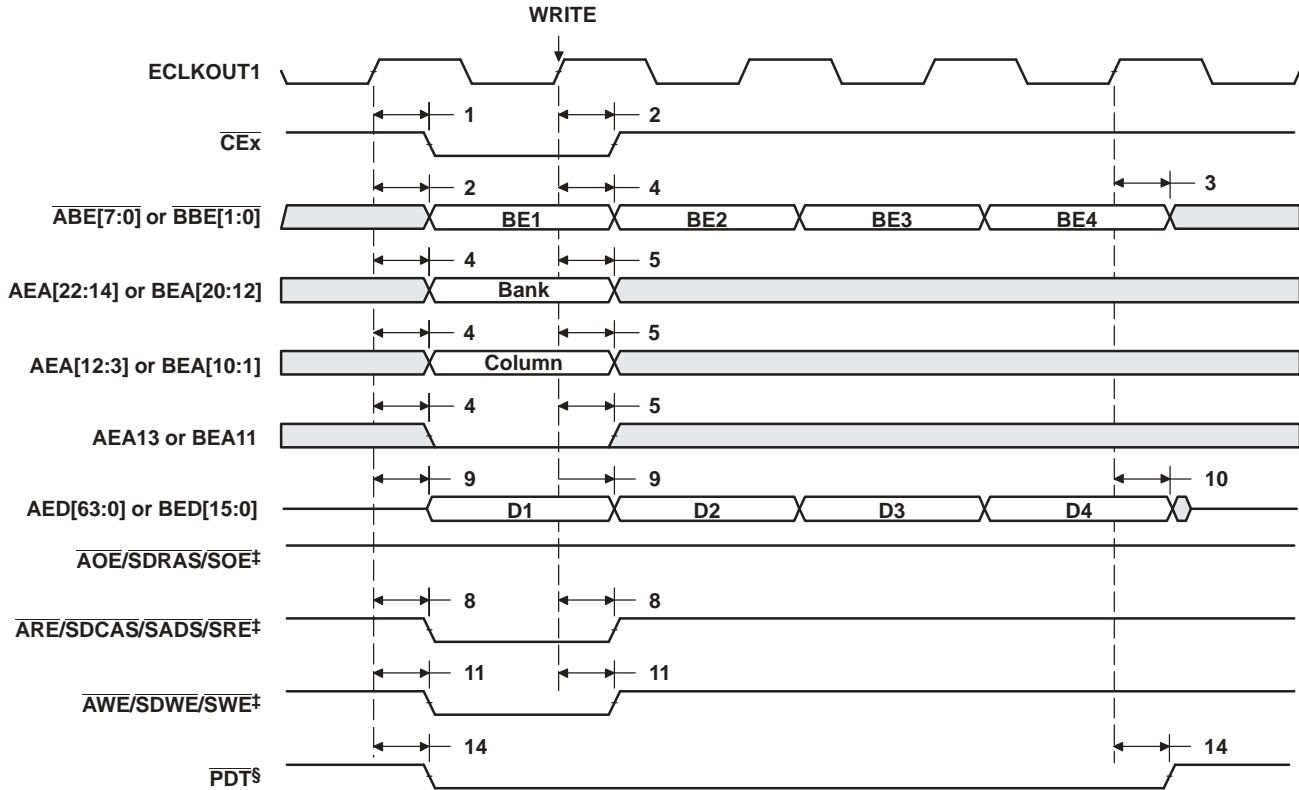 WRITE
ECLKOUT1
1 2
CEx
2 4 3
ABE[7:0] or BBE[1:0] BE1 BE2 BE3 BE4
4 5
AEA[22:14] or BEA[20:12] Bank
4 5
AEA[12:3] or BEA[10:1] Column
4 5
AEA13 or BEA11
9 9 10
AED[63:0] or BED[15:0] D1 D2 D3 D4
AOE/SDRAS/SOE‡
8 8
ARE/SDCAS/SADS/SRE‡
11 11
AWE/SDWE/SWE‡
14 14
PDT§